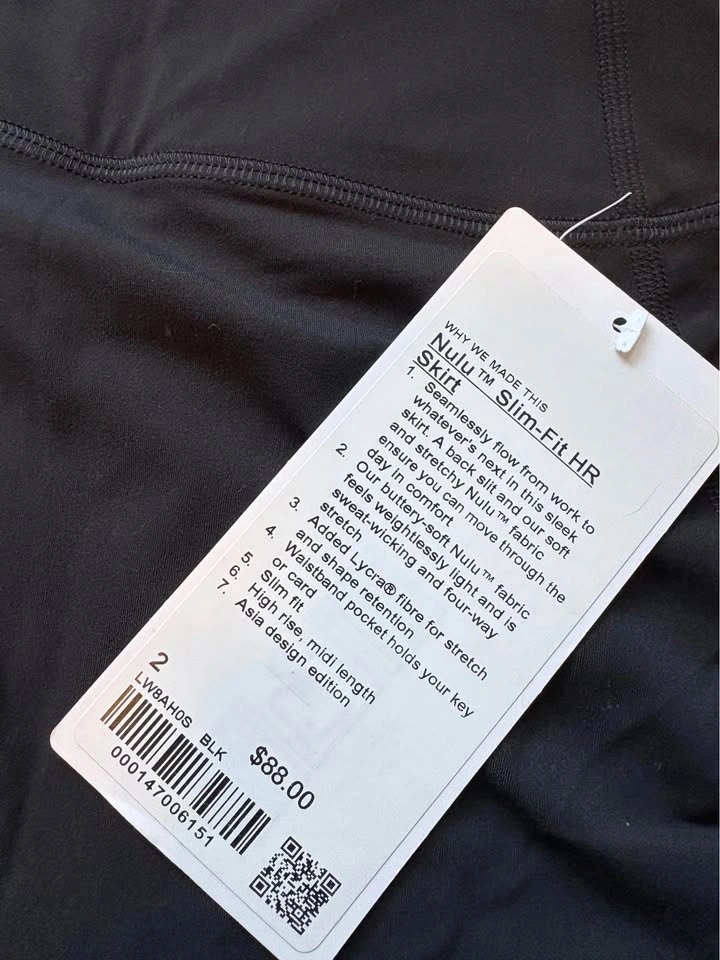 WHY WE MADE THIS
Nulu ™ Slim-Fit HR
Skirt
1. Seamlessly flow from work to
whatever's next in this sleek
skirt. A back slit and our soft
and stretchy Nulu™ fabric
ensure you can move through the
day in comfort
2. Our buttery-soft Nulu™ fabric
feels weightlessly light and is
sweat-wicking and four-way
stretch
3. Added Lycra® fibre for stretch
and shape retention
4. Waistband pocket holds your key
or card
5. Slim fit
6. High rise, midi length
7. Asia design edition
2
LW8AH0S BLK
$88.00
000147006151